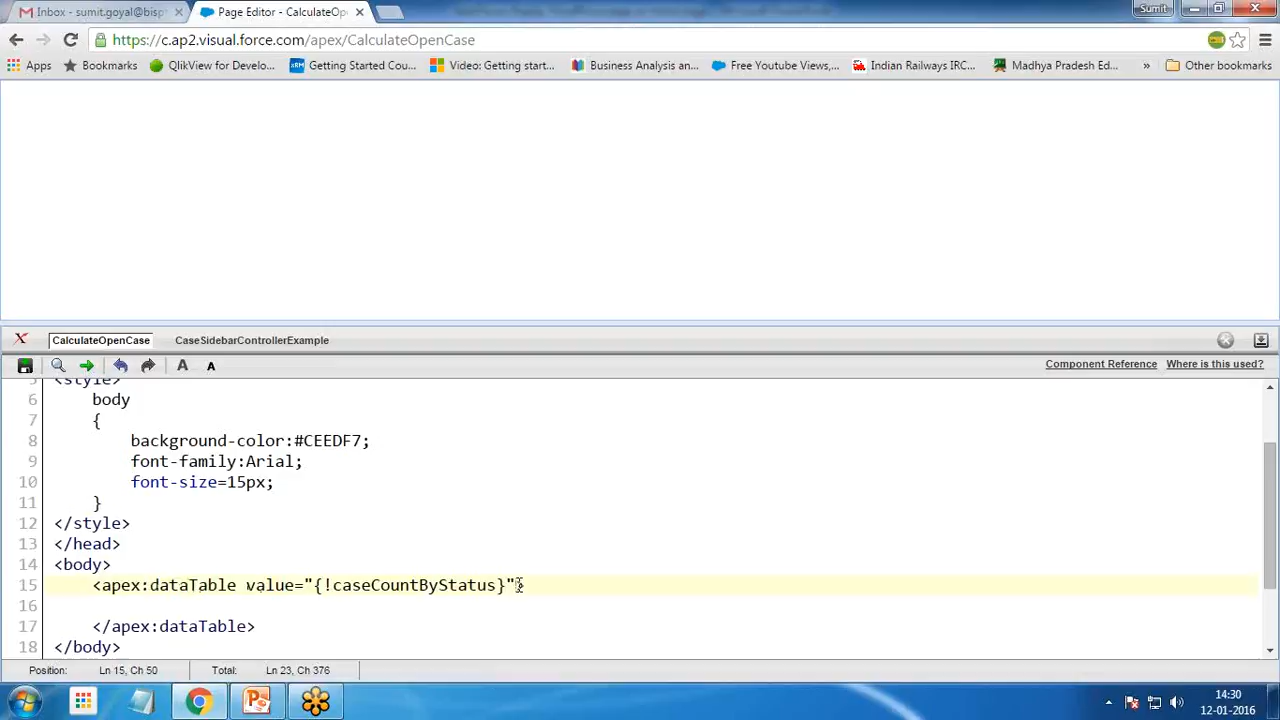 Inbox - sumit.goyal@bisp
Page Editor - CalculateOpe
Sumit
https://c.ap2.visual.force.com/apex/CalculateOpenCase
Apps
Bookmarks
QlikView for Develo...
Getting Started Cou...
Video: Getting start...
Business Analysis an...
Free Youtube Views,...
Indian Railways IRC...
Madhya Pradesh Ed...
»
Other bookmarks
CalculateOpenCase
CaseSidebarControllerExample
A A
Component Reference
Where is this used?
5 <style>
6 body
7 {
8 background-color:#CEEDF7;
9 font-family:Arial;
10 font-size=15px;
11 }
12 </style>
13 </head>
14 <body>
15 <apex:dataTable value="{!caseCountByStatus}">
16
17 </apex:dataTable>
18 </body>
Position: Ln 15, Ch 50 Total: Ln 23, Ch 376
14:30
12-01-2016